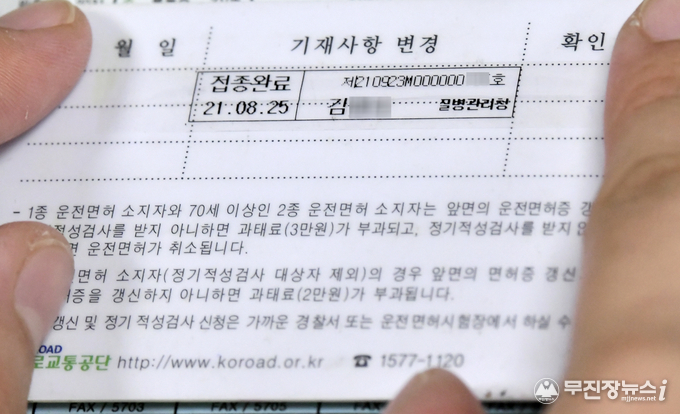 월 일 기재사항 변경 확인
접종완료 제210923M000000 호
21.08.25 김 질병관리청
- 1종 운전면허 소지자와 70세 이상인 2종 운전면허 소지자는 앞면의 운전면허증 갱
적성검사를 받지 아니하면 과태료(3만원)가 부과되고, 정기적성검사를 받지
면 운전면허가 취소됩니다.
면허 소지자(정기적성검사 대상자 제외)의 경우 앞면의 면허증 갱신
허증을 갱신하지 아니하면 과태료(2만원)가 부과됩니다.
갱신 및 정기 적성검사 신청은 가까운 경찰서 또는 운전면허시험장에서 하실 수
ROAD
로교통공단 http://www.koroad.or.kr ☎ 1577-1120
FAX / 5703 FAX / 5705
무진장뉴스i
mjjnews.net